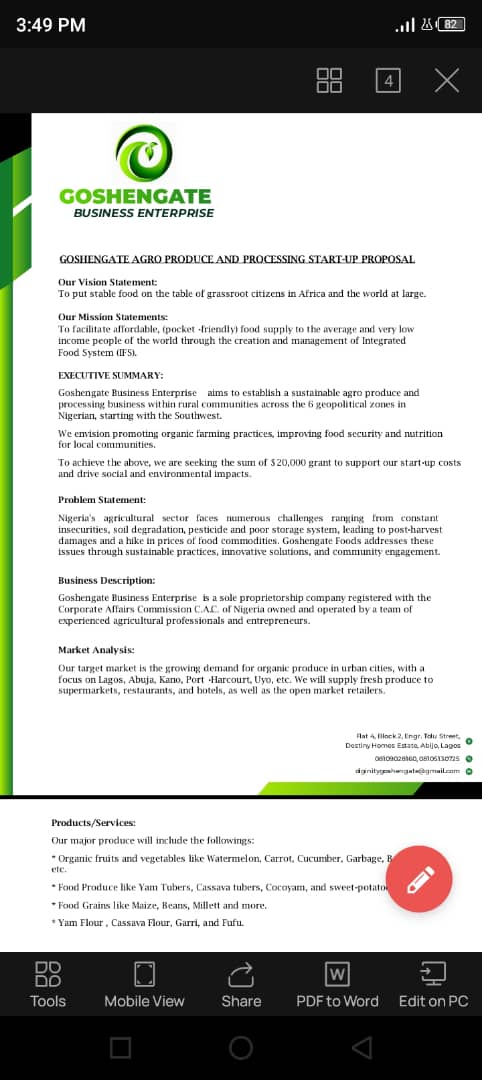 3:49 PM
82
4
GOSHENGATE
BUSINESS ENTERPRISE
GOSHENGATE AGRO PRODUCE AND PROCESSING START-UP PROPOSAL
Our Vision Statement:
To put stable food on the table of grassroot citizens in Africa and the world at large.
Our Mission Statements:
To facilitate affordable, (pocket -friendly) food supply to the average and very low
income people of the world through the creation and management of Integrated
Food System (IFS).
EXECUTIVE SUMMARY:
Goshengate Business Enterprise aims to establish a sustainable agro produce and
processing business within rural communities across the 6 geopolitical zones in
Nigerian, starting with the Southwest.
We envision promoting organic farming practices, improving food security and nutrition
for local communities.
To achieve the above, we are seeking the sum of $20,000 grant to support our start-up costs
and drive social and environmental impacts.
Problem Statement:
Nigeria's agricultural sector faces numerous challenges ranging from constant
insecurities, soil degradation, pesticide and poor storage system, leading to post-harvest
damages and a hike in prices of food commodities. Goshengate Foods addresses these
issues through sustainable practices, innovative solutions, and community engagement.
Business Description:
Goshengate Business Enterprise is a sole proprietorship company registered with the
Corporate Affairs Commission C.A.C. of Nigeria owned and operated by a team of
experienced agricultural professionals and entrepreneurs.
Market Analysis:
Our target market is the growing demand for organic produce in urban cities, with a
focus on Lagos, Abuja, Kano, Port -Harcourt, Uyo, etc. We will supply fresh produce to
supermarkets, restaurants, and hotels, as well as the open market retailers.
Flat 4, Block 2, Engr. Tolu Street,
Destiny Homes Estate, Abijo, Lagos
08105130725
Products/Services:
Our major produce will include the followings:
* Organic fruits and vegetables like Watermelon, Carrot, Cucumber, Garbage,
etc.
* Food Produce like Yam Tubers, Cassava tubers, Cocoyam, and
* Food Grains like Maize, Beans, Millett and more.
* Yam Flour , Cassava Flour, Garri, and Fufu.
W
Tools
Mobile View
Share
PDF to Word
Edit on PC